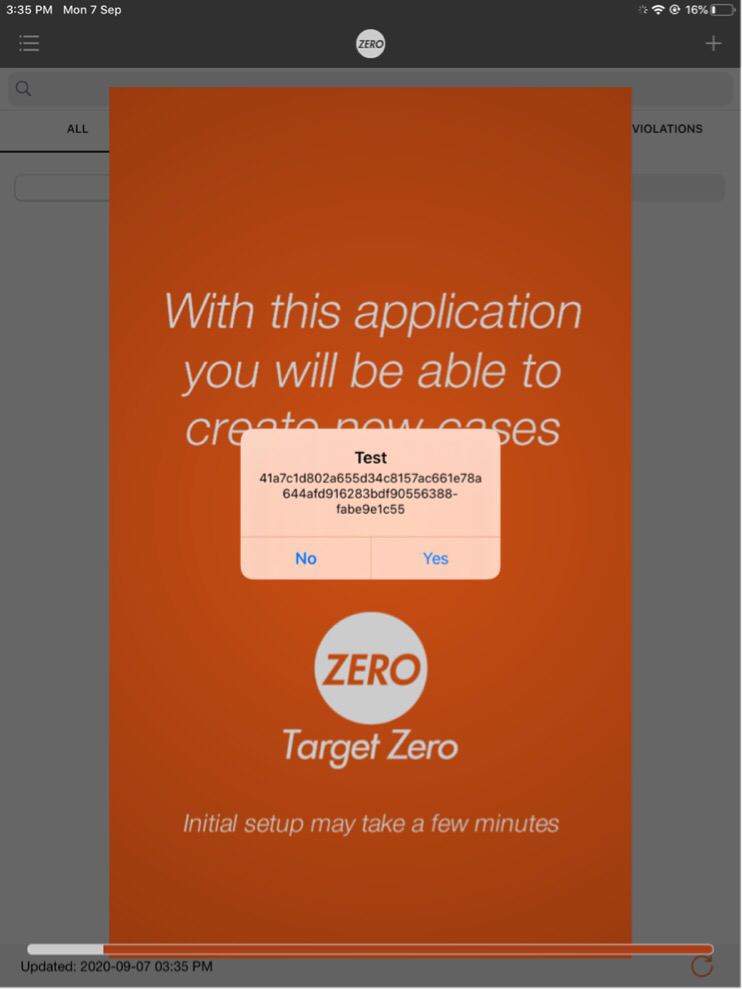 3:35 PM Mon 7 Sep
16%
ZERO
ALL
VIOLATIONS
With this application
you will be able to
create new cases
Test
41a7c1d802a655d34c8157ac661e78a
644afd916283bdf90556388-
fabe9e1c55
No
Yes
ZERO
Target Zero
Initial setup may take a few minutes
Updated: 2020-09-07 03:35 PM